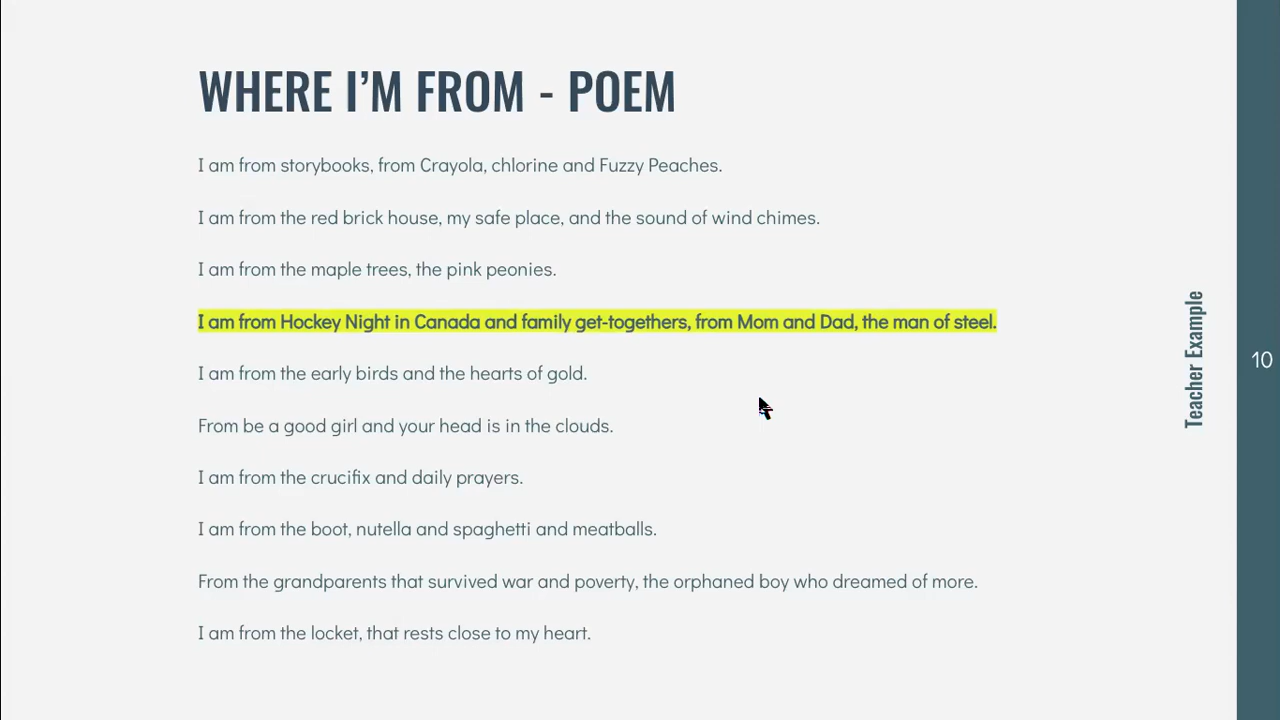 WHERE I'M FROM - POEM
I am from storybooks, from Crayola, chlorine and Fuzzy Peaches.
I am from the red brick house, my safe place, and the sound of wind chimes.
I am from the maple trees, the pink peonies.
I am from Hockey Night in Canada and family get-togethers, from Mom and Dad, the man of steel.
I am from the early birds and the hearts of gold.
From be a good girl and your head is in the clouds.
I am from the crucifix and daily prayers.
I am from the boot, nutella and spaghetti and meatballs.
From the grandparents that survived war and poverty, the orphaned boy who dreamed of more.
I am from the locket, that rests close to my heart.
Teacher Example
10